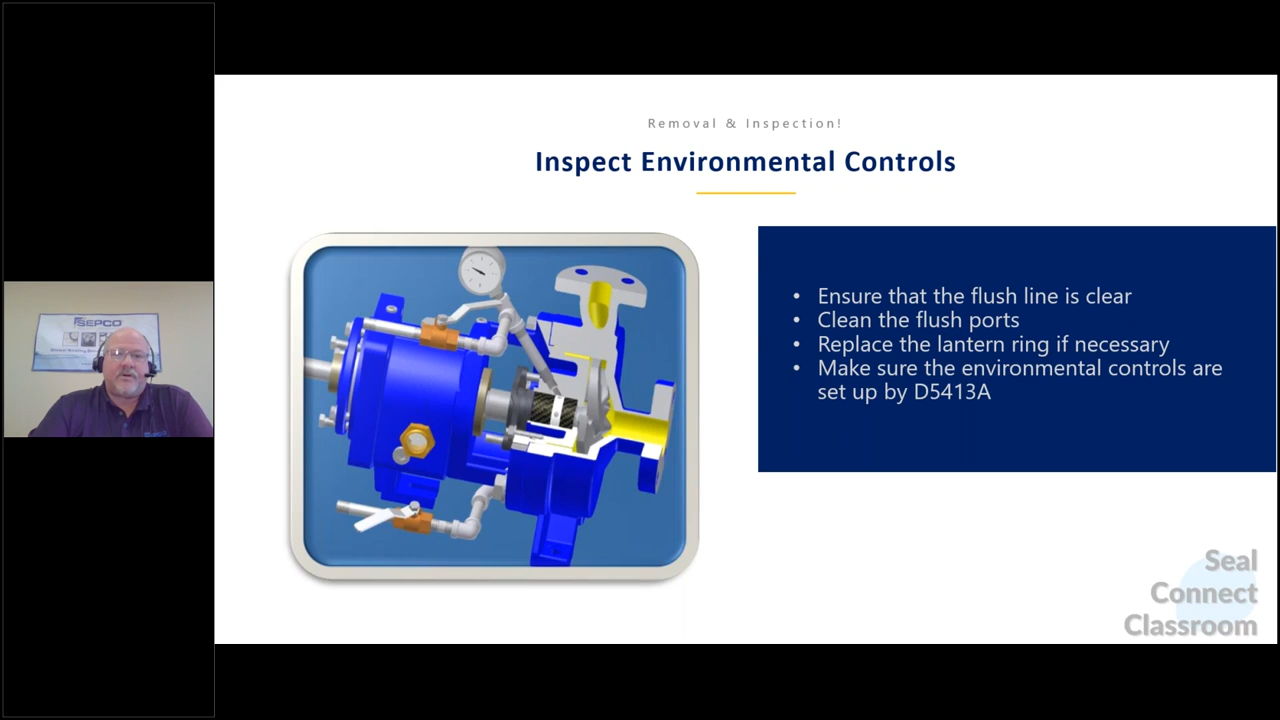 Removal & Inspection!
Inspect Environmental Controls
• Ensure that the flush line is clear
• Clean the flush ports
• Replace the lantern ring if necessary
• Make sure the environmental controls are
set up by D5413A
SEPCO
Seal
Connect
Classroom